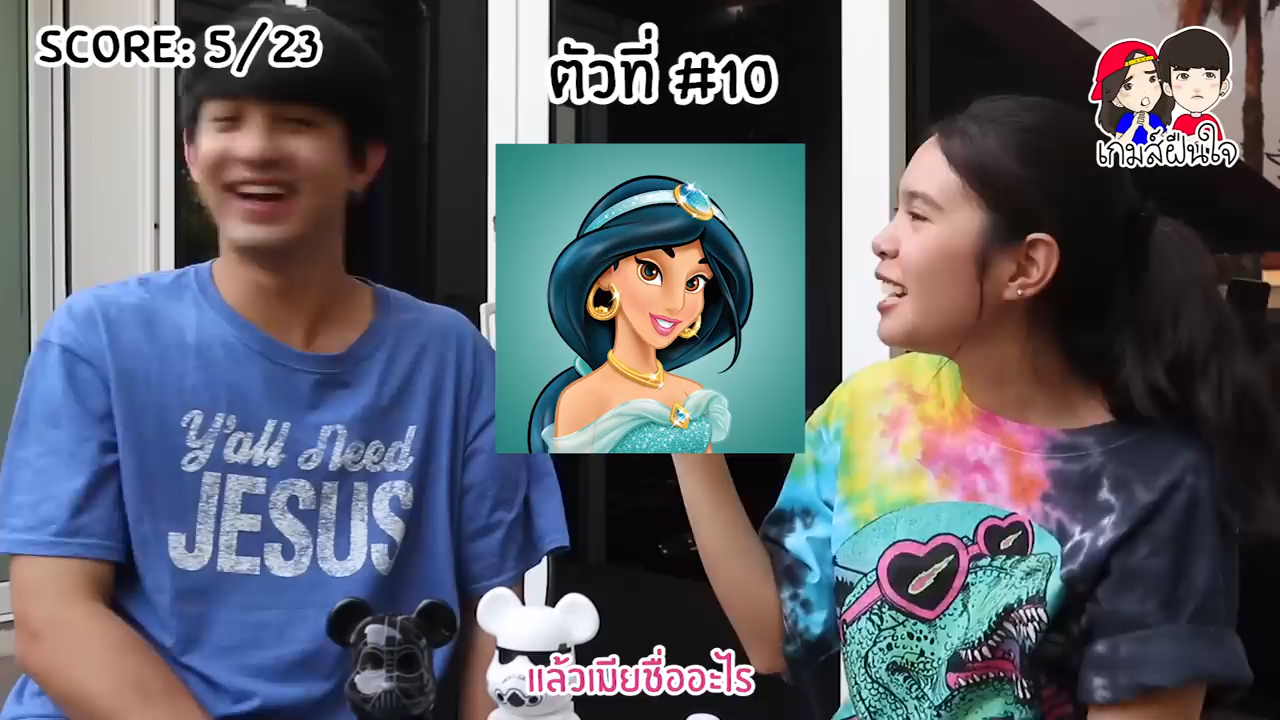 SCORE: 5/23
ตัวที่ #10
เกมส์ฝืนใจ
Y'all Need
JESUS
แล้วเมียชื่ออะไร